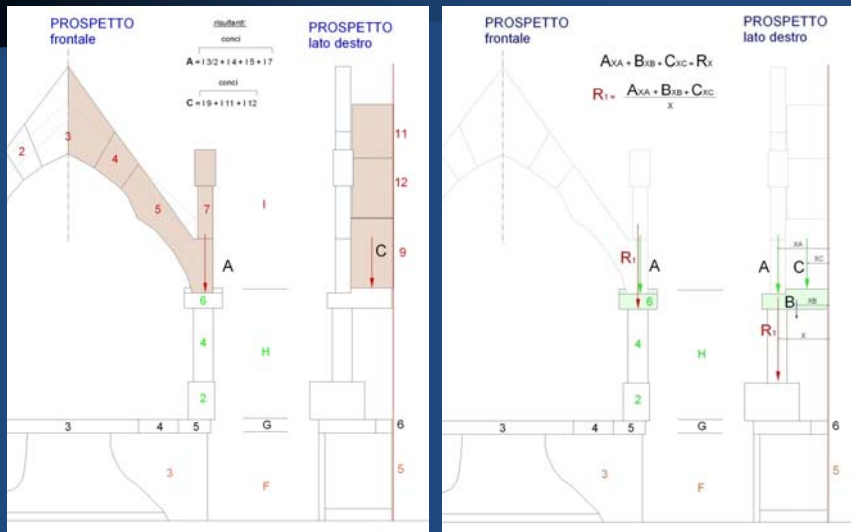 PROSPETTO
frontale
risultanti:
conci
A = I 3/2 + I 4 + I 5 + I 7
conci
C = I 9 + I 11 + I 12
PROSPETTO
lato destro
2
3
4
5
7
I
11
12
9
A
C
6
4
H
2
3
4
5
G
6
3
F
5
PROSPETTO
frontale
AXA + BXB + CXC = RX
R1 = AXA + BXB + CXC
X
PROSPETTO
lato destro
R1
A
6
4
H
2
XA
XC
A
C
B
XB
R1
X
3
4
5
G
6
3
F
5